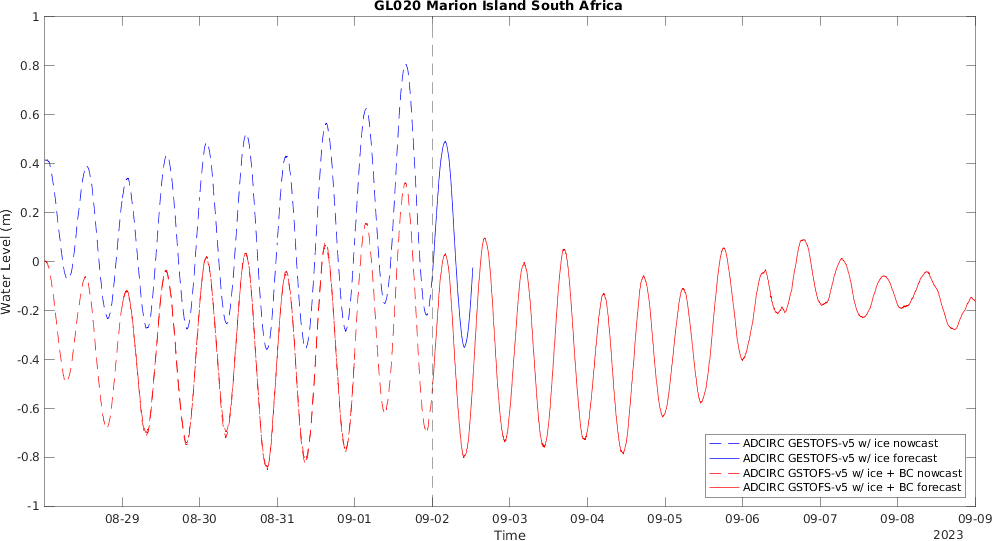 GL020 Marion Island South Africa
Water Level (m)
1
0.8
0.6
0.4
0.2
0
-0.2
-0.4
-0.6
-0.8
-1
ADCIRC GESTOFS-v5 w/ ice nowcast
ADCIRC GESTOFS-v5 w/ ice forecast
ADCIRC GSTOFS-v5 w/ ice + BC nowcast
ADCIRC GSTOFS-v5 w/ ice + BC forecast
08-29 08-30 08-31 09-01 09-02 09-03 09-04 09-05 09-06 09-07 09-08 09-09
Time
2023